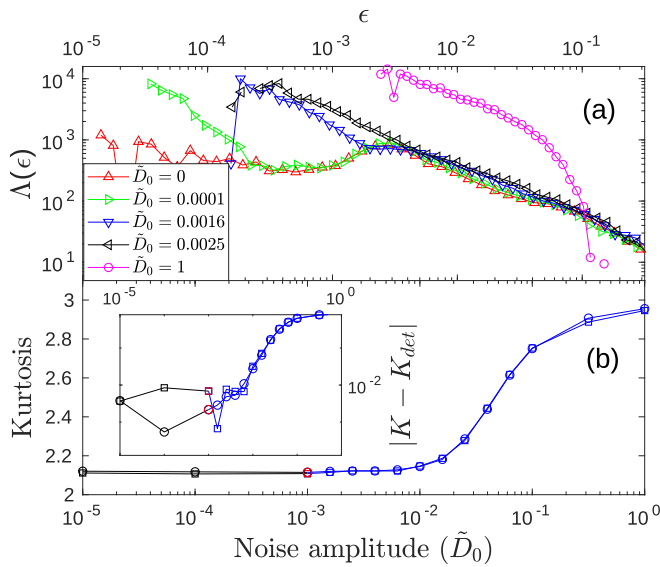 ϵ
10^-5 10^-4 10^-3 10^-2 10^-1
10^4
10^3
10^2
10^1
Λ(ϵ)
(a)
D̃₀ = 0
D̃₀ = 0.0001
D̃₀ = 0.0016
D̃₀ = 0.0025
D̃₀ = 1
3
2.8
2.6
2.4
2.2
2
Kurtosis
10^-5 10^0
10^-2
|K − K_det|
(b)
10^-5 10^-4 10^-3 10^-2 10^-1 10^0
Noise amplitude (D̃₀)